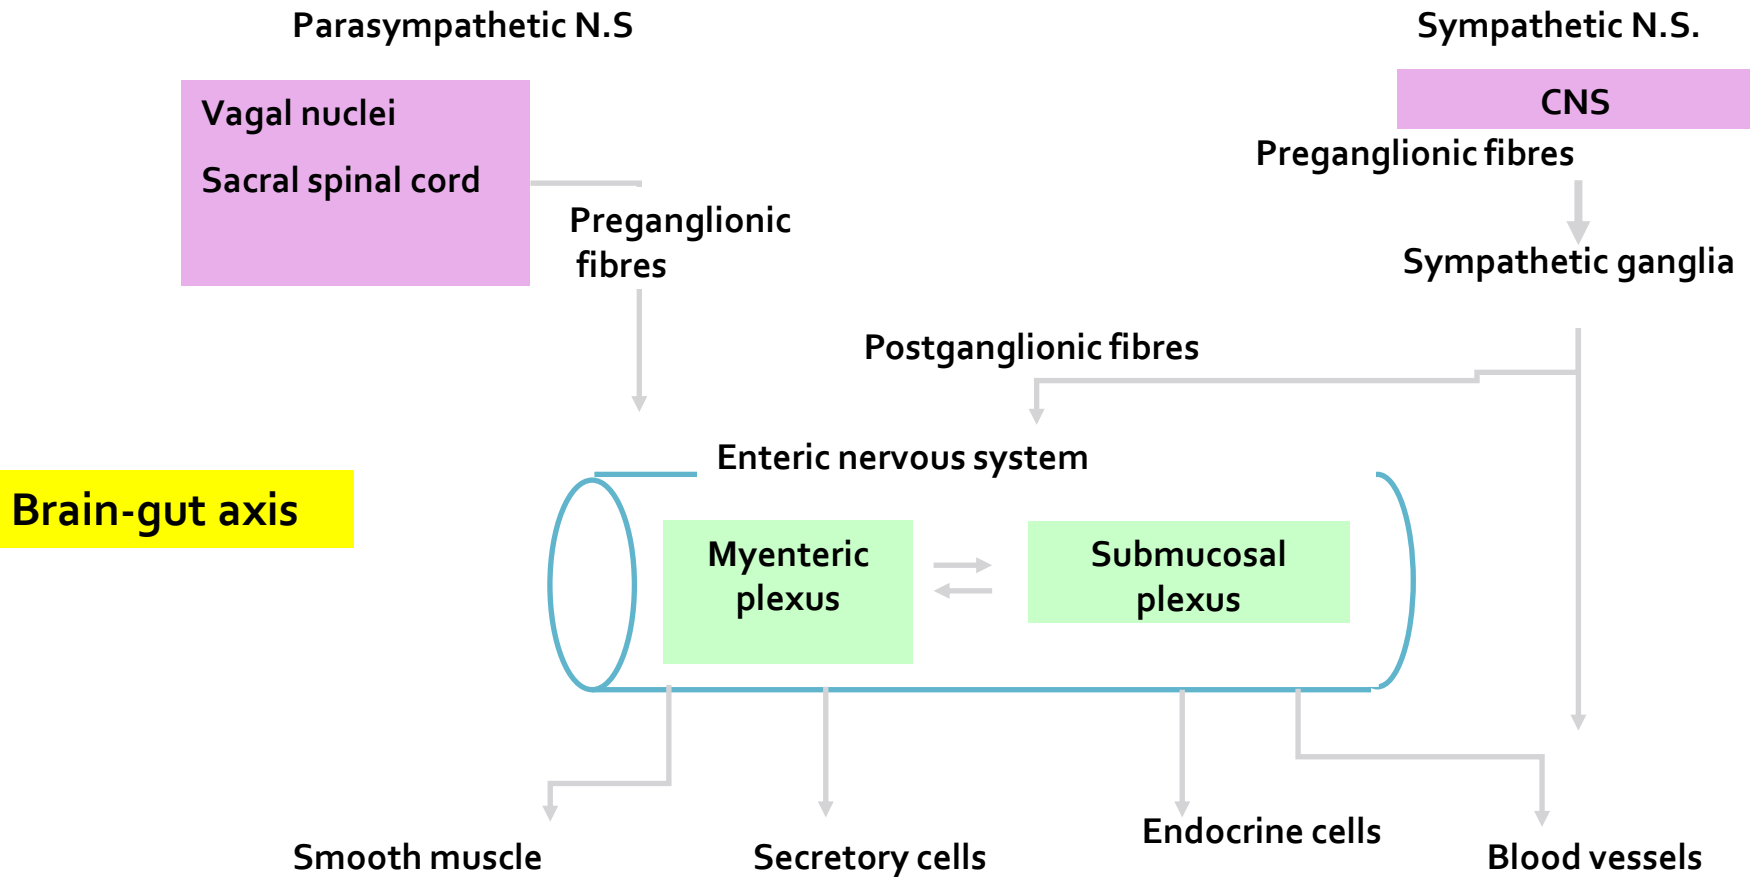 Parasympathetic N.S
Sympathetic N.S.
Vagal nuclei
Sacral spinal cord
CNS
Preganglionic fibres
Preganglionic
fibres
Sympathetic ganglia
Postganglionic fibres
Enteric nervous system
Brain-gut axis
Myenteric
plexus
Submucosal
plexus
Smooth muscle
Secretory cells
Endocrine cells
Blood vessels